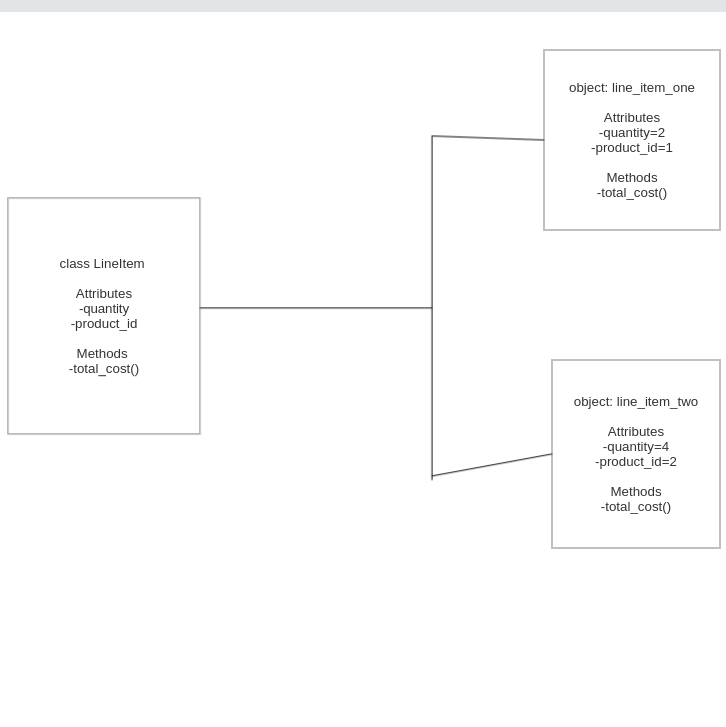 class LineItem
Attributes
-quantity
-product_id
Methods
-total_cost()
object: line_item_one
Attributes
-quantity=2
-product_id=1
Methods
-total_cost()
object: line_item_two
Attributes
-quantity=4
-product_id=2
Methods
-total_cost()